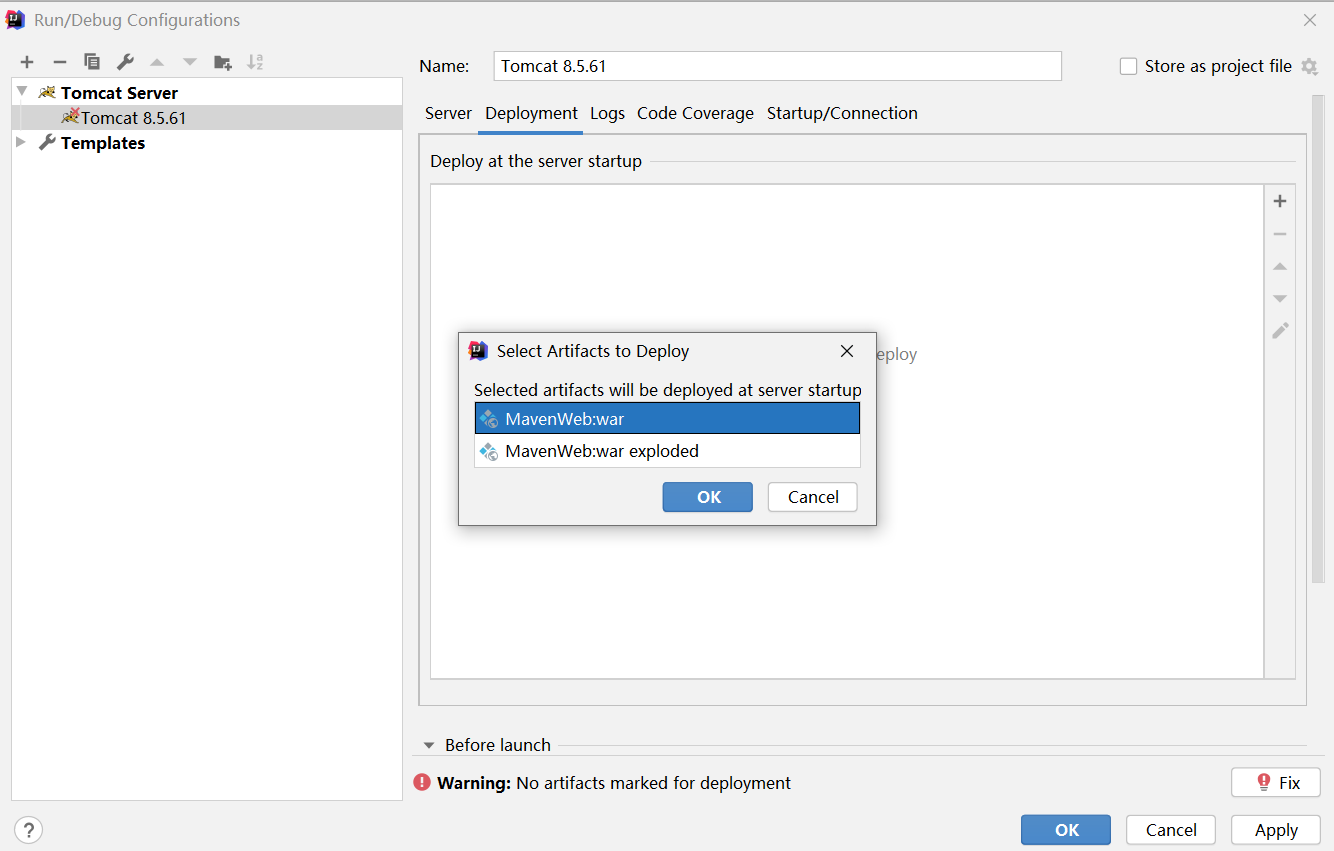 Run/Debug Configurations
Name: Tomcat 8.5.61 Store as project file
Tomcat Server
Tomcat 8.5.61
Templates
Server Deployment Logs Code Coverage Startup/Connection
Deploy at the server startup
eploy
Select Artifacts to Deploy
Selected artifacts will be deployed at server startup
MavenWeb:war
MavenWeb:war exploded
OK Cancel
Before launch
Warning: No artifacts marked for deployment Fix
? OK Cancel Apply